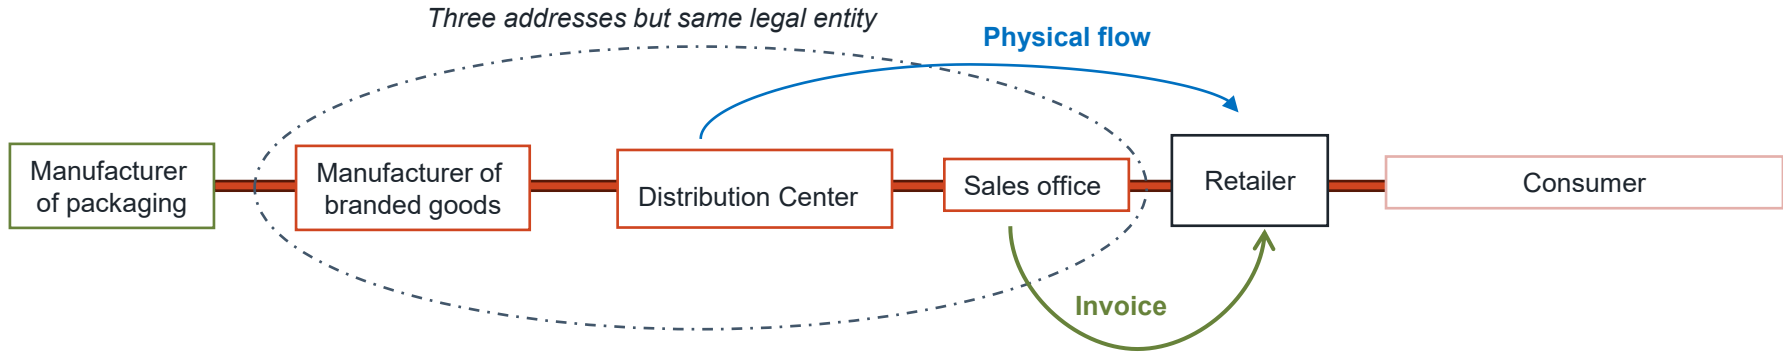 Three addresses but same legal entity
Physical flow
Manufacturer
of packaging
Manufacturer of
branded goods
Distribution Center
Sales office
Retailer
Consumer
Invoice